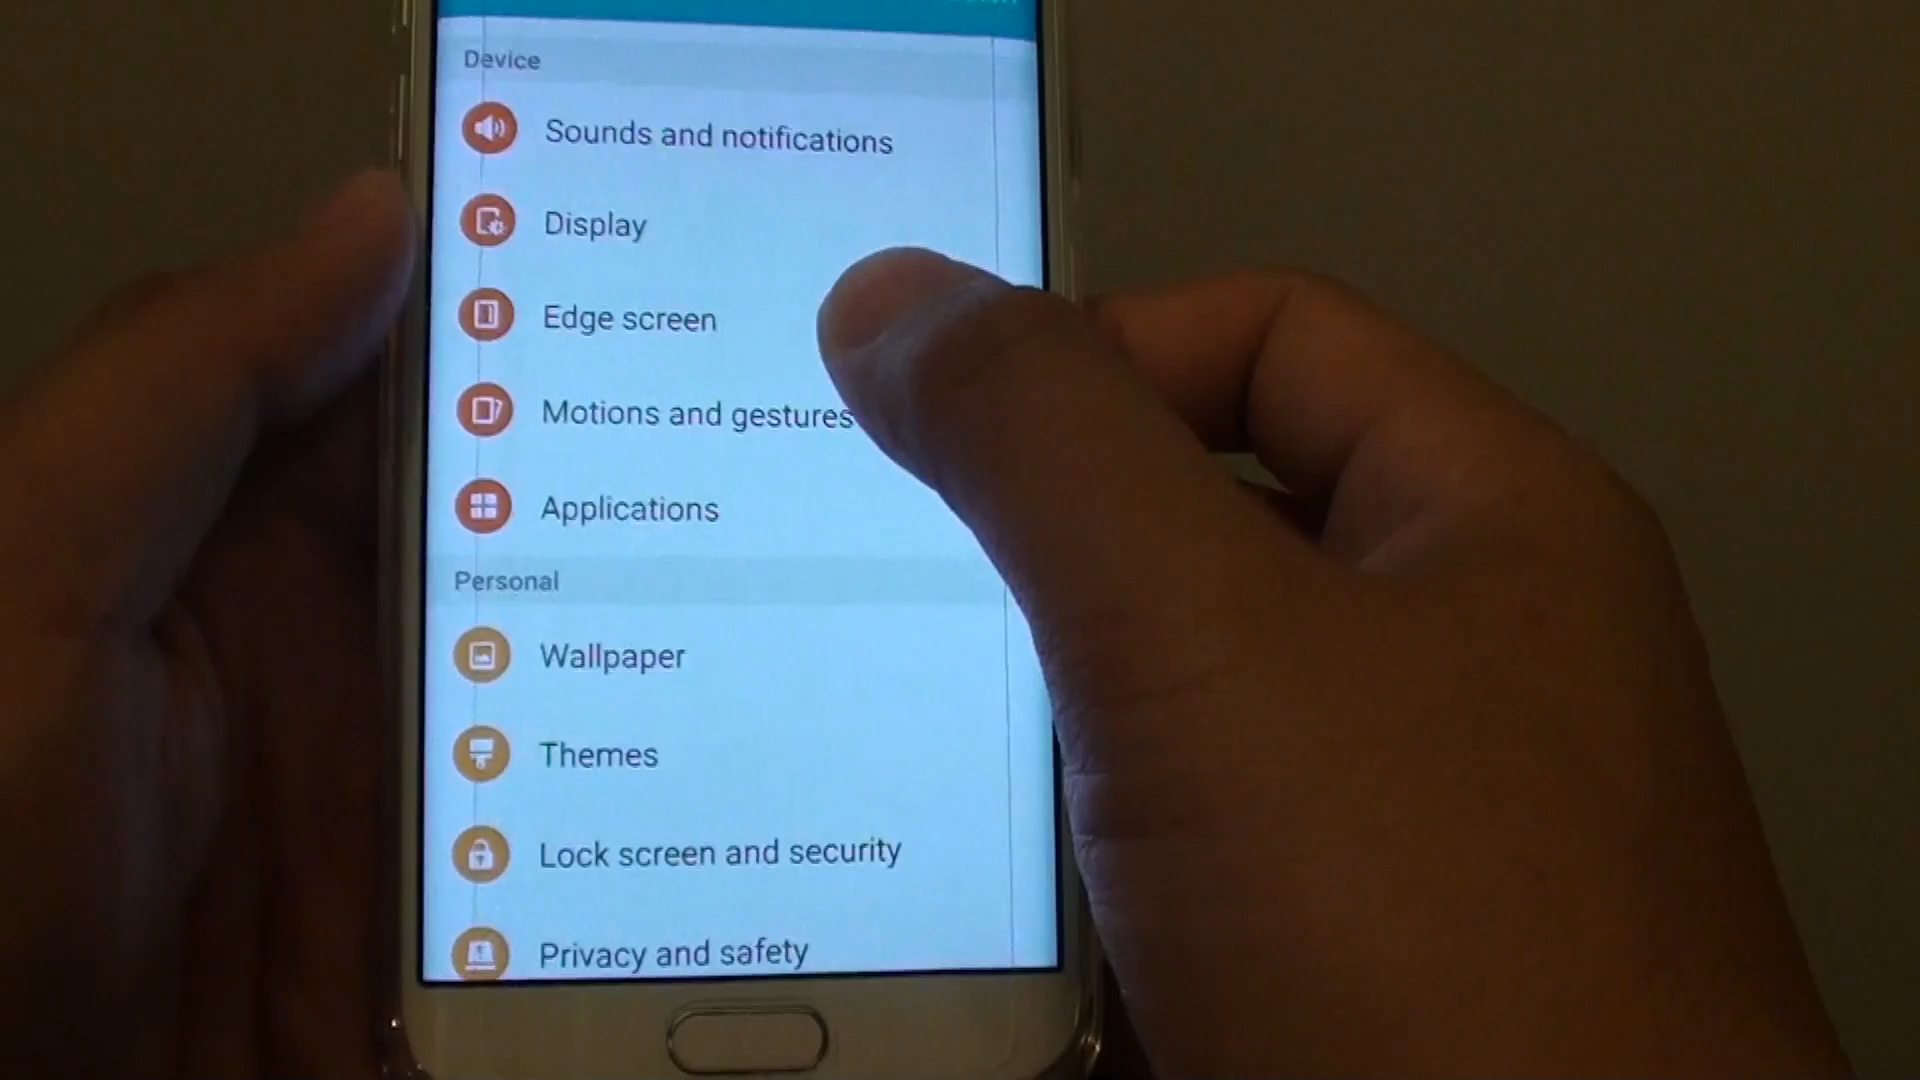 Device
Sounds and notifications
Display
Edge screen
Motions and gestures
Applications
Personal
Wallpaper
Themes
Lock screen and security
Privacy and safety